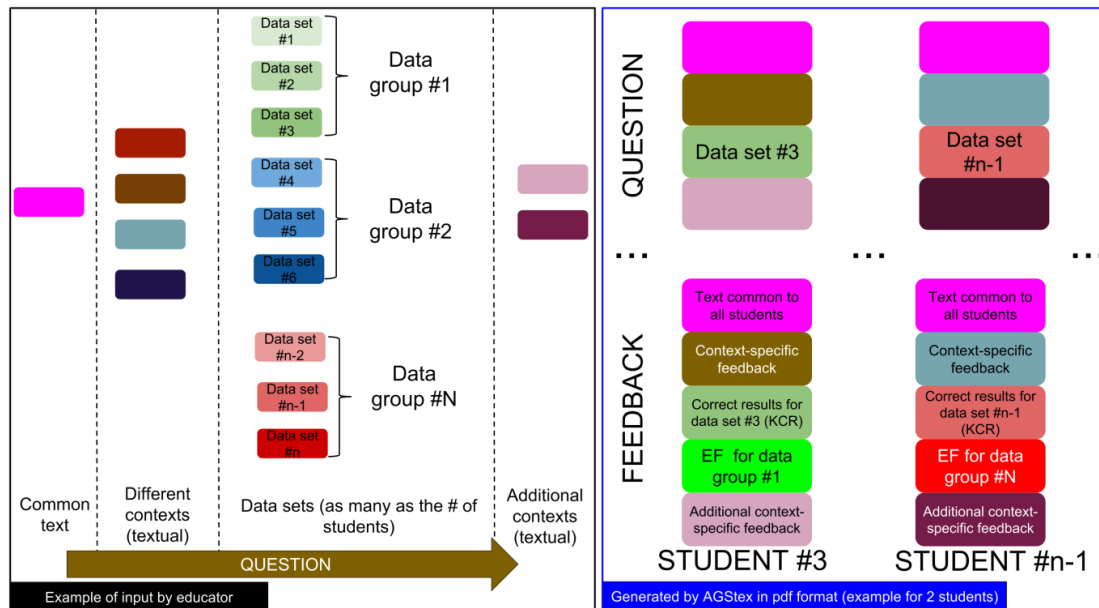 Data set
#1
Data set
#2
Data set
#3
Data
group #1
Data set
#4
Data set
#5
Data set
#6
Data
group #2
Data set
#n-2
Data set
#n-1
Data set
#n
Data
group #N
Common
text
Different
contexts
(textual)
Data sets (as many as the # of
students)
Additional
contexts
(textual)
QUESTION
Example of input by educator
QUESTION
Data set #3
Data set
#n-1
...
...
...
FEEDBACK
Text common to
all students
Context-specific
feedback
Correct results for
data set #3 (KCR)
EF for data
group #1
Additional context-
specific feedback
STUDENT #3
Text common to
all students
Context-specific
feedback
Correct results for
data set #n-1
(KCR)
EF for data
group #N
Additional context-
specific feedback
STUDENT #n-1
Generated by AGStex in pdf format (example for 2 students)